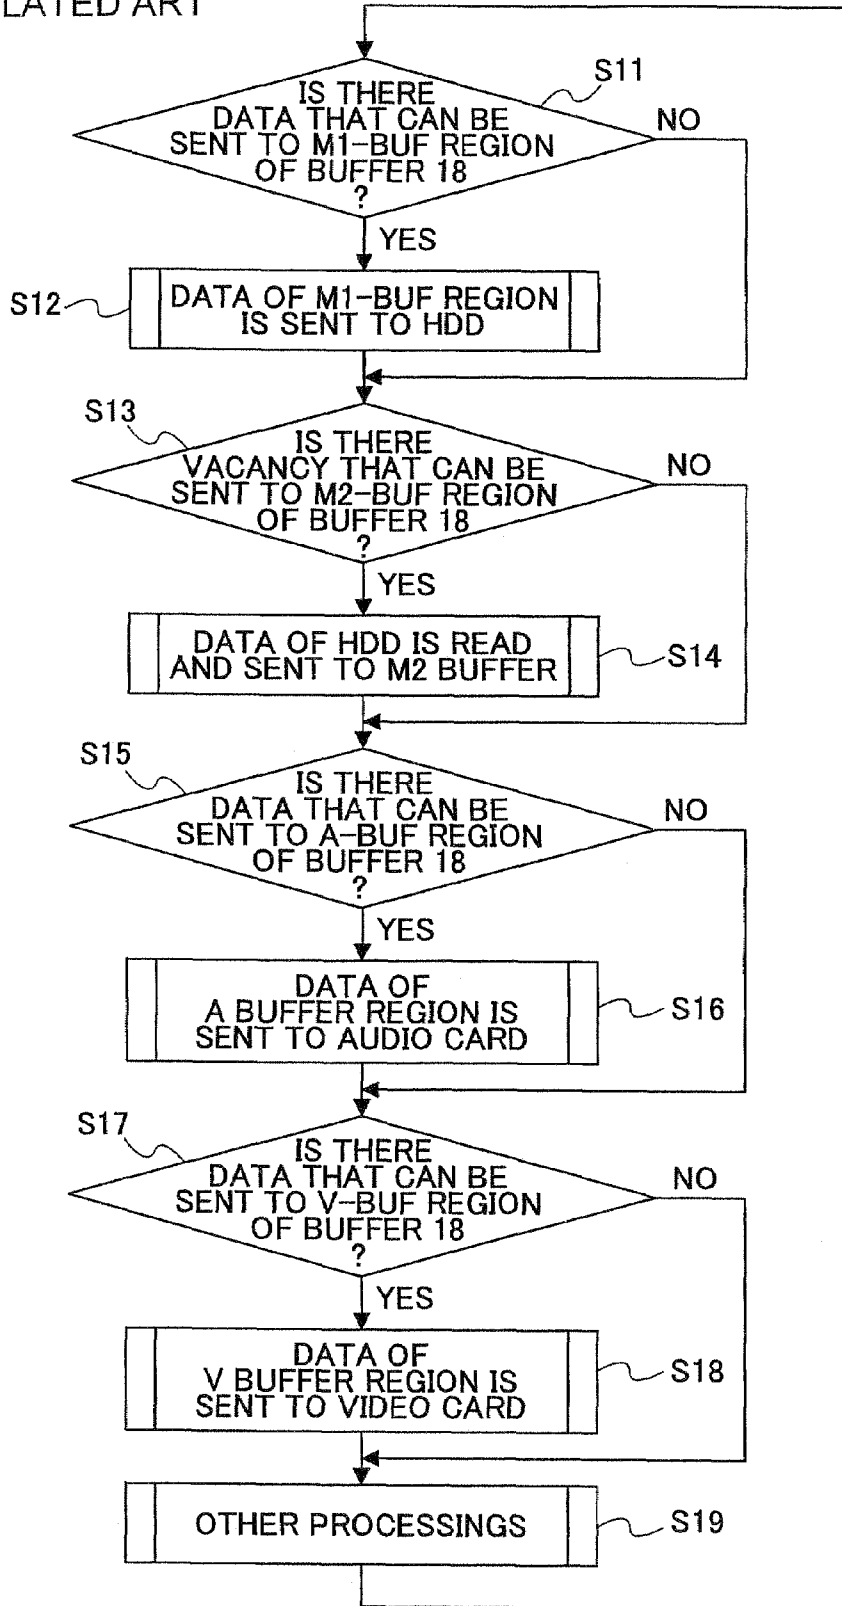 LATED ART
S11
IS THERE
DATA THAT CAN BE
SENT TO M1-BUF REGION
OF BUFFER 18
?
NO
YES
S12
DATA OF M1-BUF REGION
IS SENT TO HDD
S13
IS THERE
VACANCY THAT CAN BE
SENT TO M2-BUF REGION
OF BUFFER 18
?
NO
YES
DATA OF HDD IS READ
AND SENT TO M2 BUFFER
S14
S15
IS THERE
DATA THAT CAN BE
SENT TO A-BUF REGION
OF BUFFER 18
?
NO
YES
DATA OF
A BUFFER REGION IS
SENT TO AUDIO CARD
S16
S17
IS THERE
DATA THAT CAN BE
SENT TO V-BUF REGION
OF BUFFER 18
?
NO
YES
DATA OF
V BUFFER REGION IS
SENT TO VIDEO CARD
S18
OTHER PROCESSINGS
S19